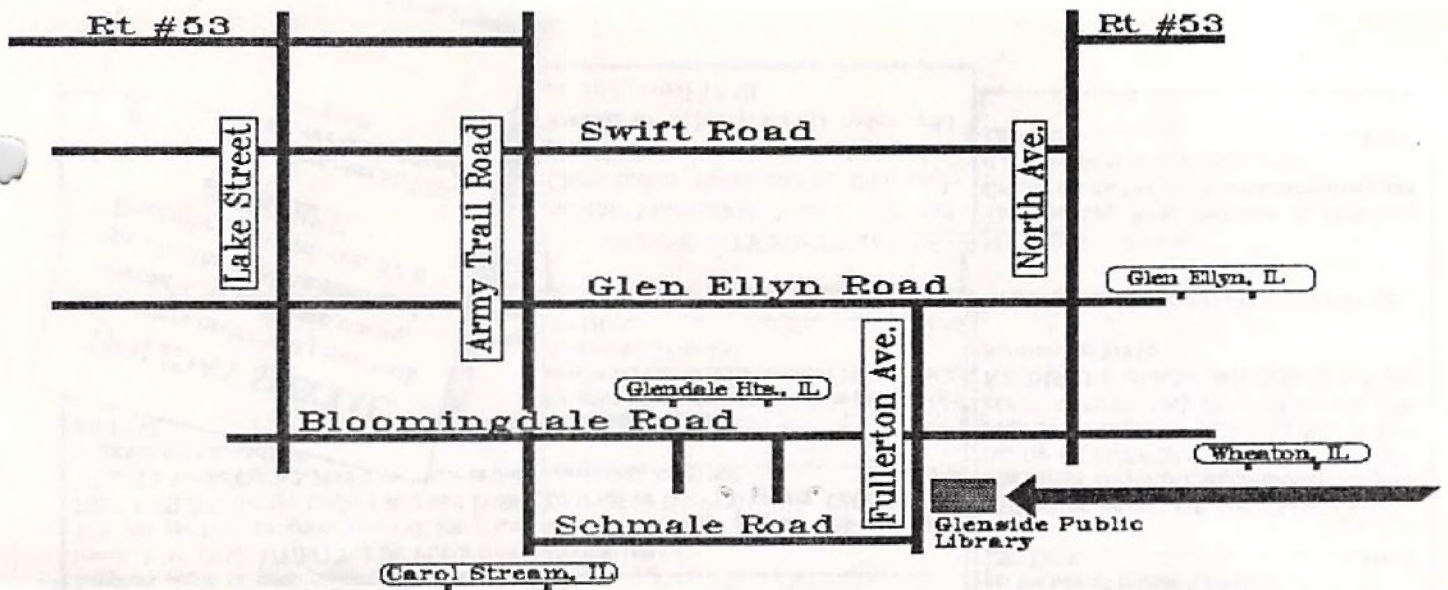 Rt #53
Rt #53
Swift Road
Lake Street
Army Trail Road
North Ave.
Glen Ellyn Road
Glen Ellyn, IL
Fullerton Ave.
Glendale Hts., IL
Bloomingdale Road
Wheaton, IL
Schmale Road
Glenside Public
Library
Carol Stream, IL